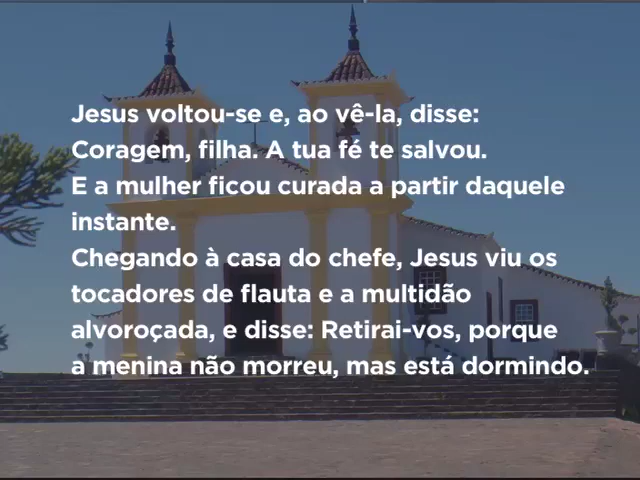 Jesus voltou-se e, ao vê-la, disse:
Coragem, filha. A tua fé te salvou.
E a mulher ficou curada a partir daquele
instante.
Chegando à casa do chefe, Jesus viu os
tocadores de flauta e a multidão
alvoroçada, e disse: Retirai-vos, porque
a menina não morreu, mas está dormindo.